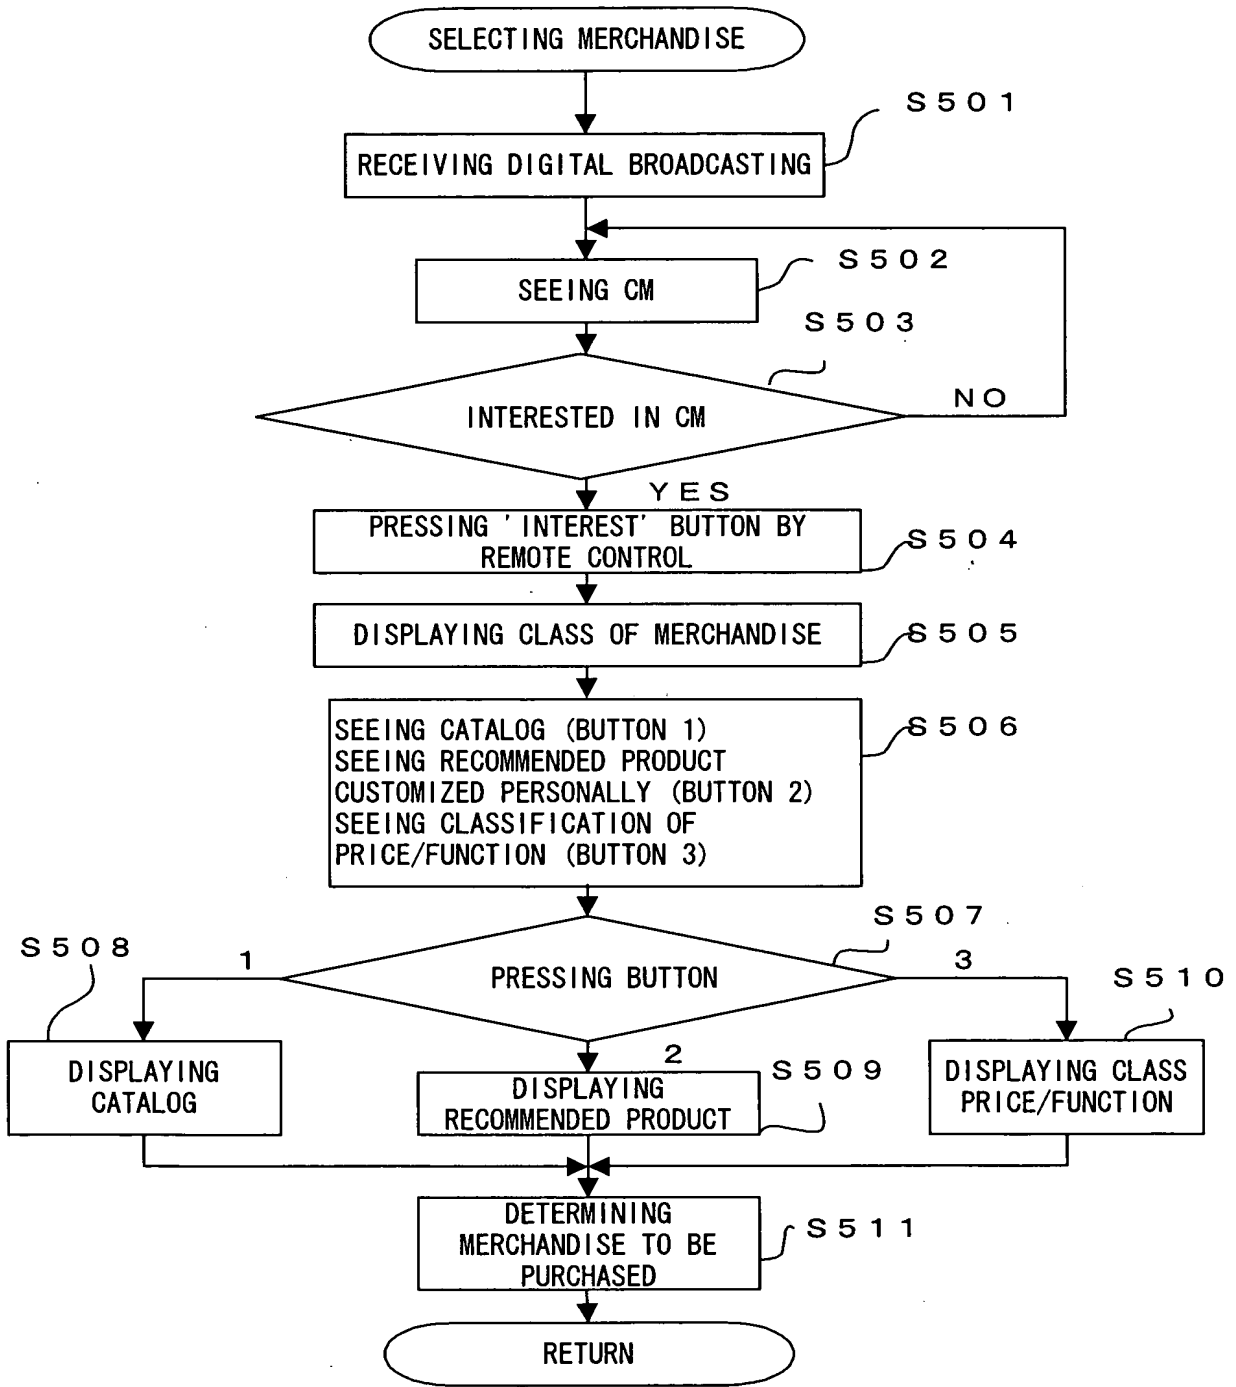 SELECTING MERCHANDISE
S501
RECEIVING DIGITAL BROADCASTING
S502
SEEING CM
S503
INTERESTED IN CM
NO
YES
PRESSING 'INTEREST' BUTTON BY
REMOTE CONTROL
S504
DISPLAYING CLASS OF MERCHANDISE
S505
SEEING CATALOG (BUTTON 1)
SEEING RECOMMENDED PRODUCT
CUSTOMIZED PERSONALLY (BUTTON 2)
SEEING CLASSIFICATION OF
PRICE/FUNCTION (BUTTON 3)
S506
S507
PRESSING BUTTON
1
2
3
S508
DISPLAYING
CATALOG
S509
DISPLAYING
RECOMMENDED PRODUCT
S510
DISPLAYING CLASS
PRICE/FUNCTION
DETERMINING
MERCHANDISE TO BE
PURCHASED
S511
RETURN